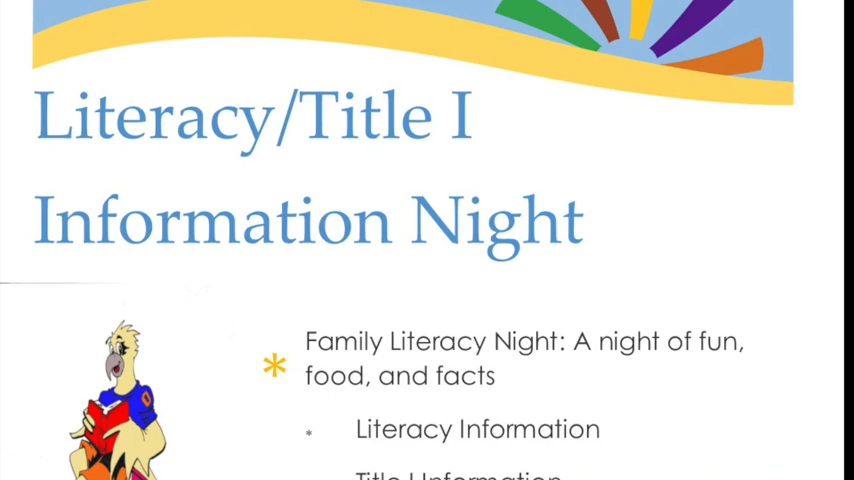 Literacy/Title I
Information Night
* Family Literacy Night: A night of fun,
food, and facts
* Literacy Information